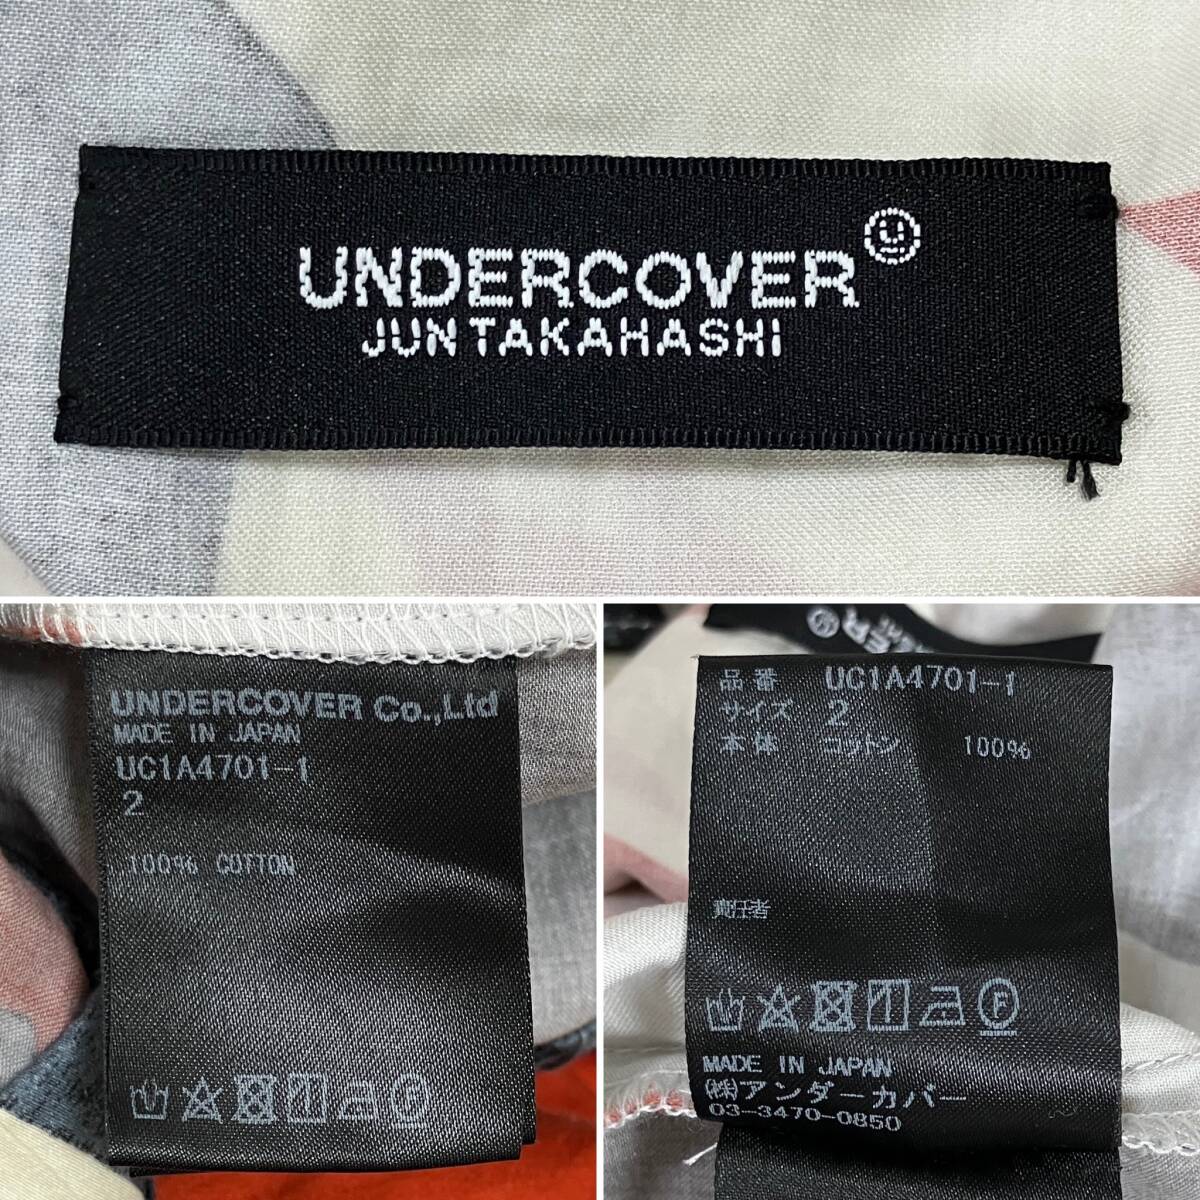 UNDERCOVER
JUN TAKAHASHI
UNDERCOVER Co.,Ltd
MADE IN JAPAN
UC1A4701-1
2
100% COTTON
品番 UC1A4701-1
サイズ 2
本体 コットン 100%
責任者
MADE IN JAPAN
㈱アンダーカバー
03-3470-0850